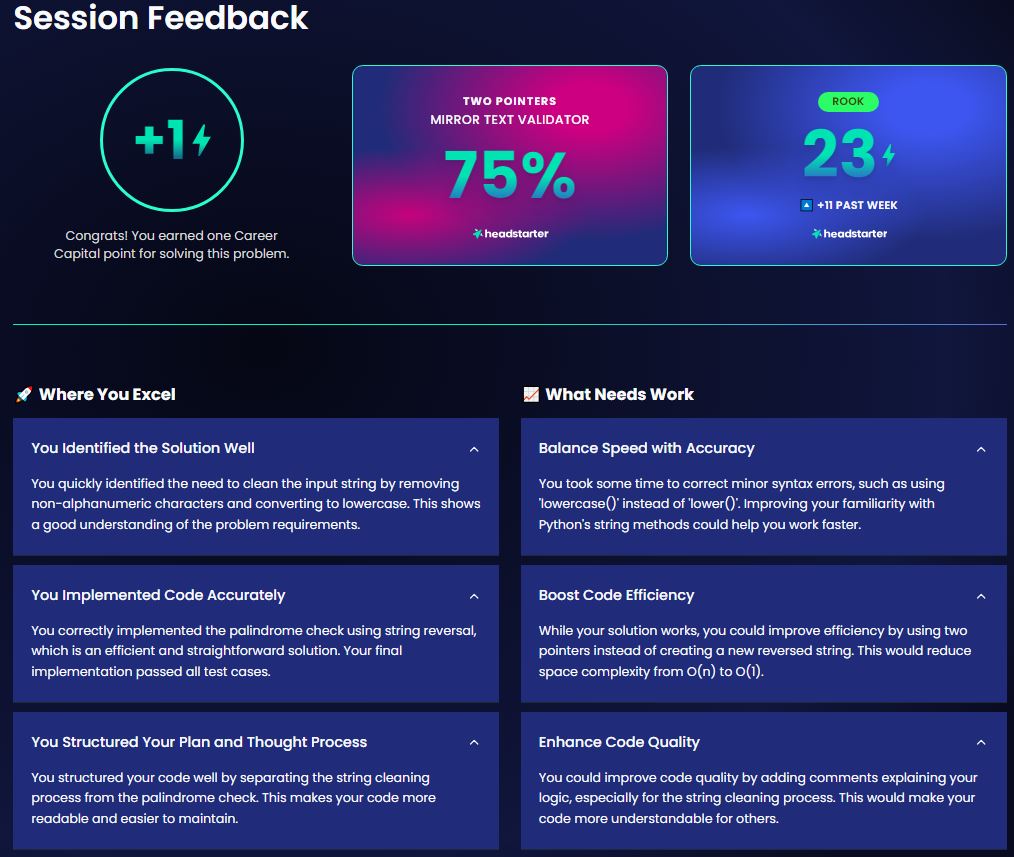 Session Feedback
+1
Congrats! You earned one Career
Capital point for solving this problem.
TWO POINTERS
MIRROR TEXT VALIDATOR
75%
headstarter
ROOK
23
+11 PAST WEEK
headstarter
Where You Excel
You Identified the Solution Well
You quickly identified the need to clean the input string by removing
non-alphanumeric characters and converting to lowercase. This shows
a good understanding of the problem requirements.
You Implemented Code Accurately
You correctly implemented the palindrome check using string reversal,
which is an efficient and straightforward solution. Your final
implementation passed all test cases.
You Structured Your Plan and Thought Process
You structured your code well by separating the string cleaning
process from the palindrome check. This makes your code more
readable and easier to maintain.
What Needs Work
Balance Speed with Accuracy
You took some time to correct minor syntax errors, such as using
'lowercase()' instead of 'lower()'. Improving your familiarity with
Python's string methods could help you work faster.
Boost Code Efficiency
While your solution works, you could improve efficiency by using two
pointers instead of creating a new reversed string. This would reduce
space complexity from O(n) to O(1).
Enhance Code Quality
You could improve code quality by adding comments explaining your
logic, especially for the string cleaning process. This would make your
code more understandable for others.